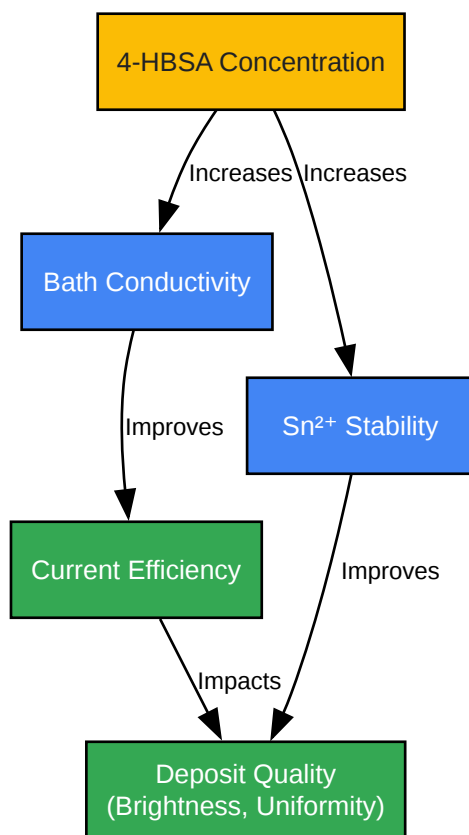 4-HBSA Concentration
Increases
Increases
Bath Conductivity
Improves
Sn²⁺ Stability
Current Efficiency
Improves
Impacts
Deposit Quality
(Brightness, Uniformity)